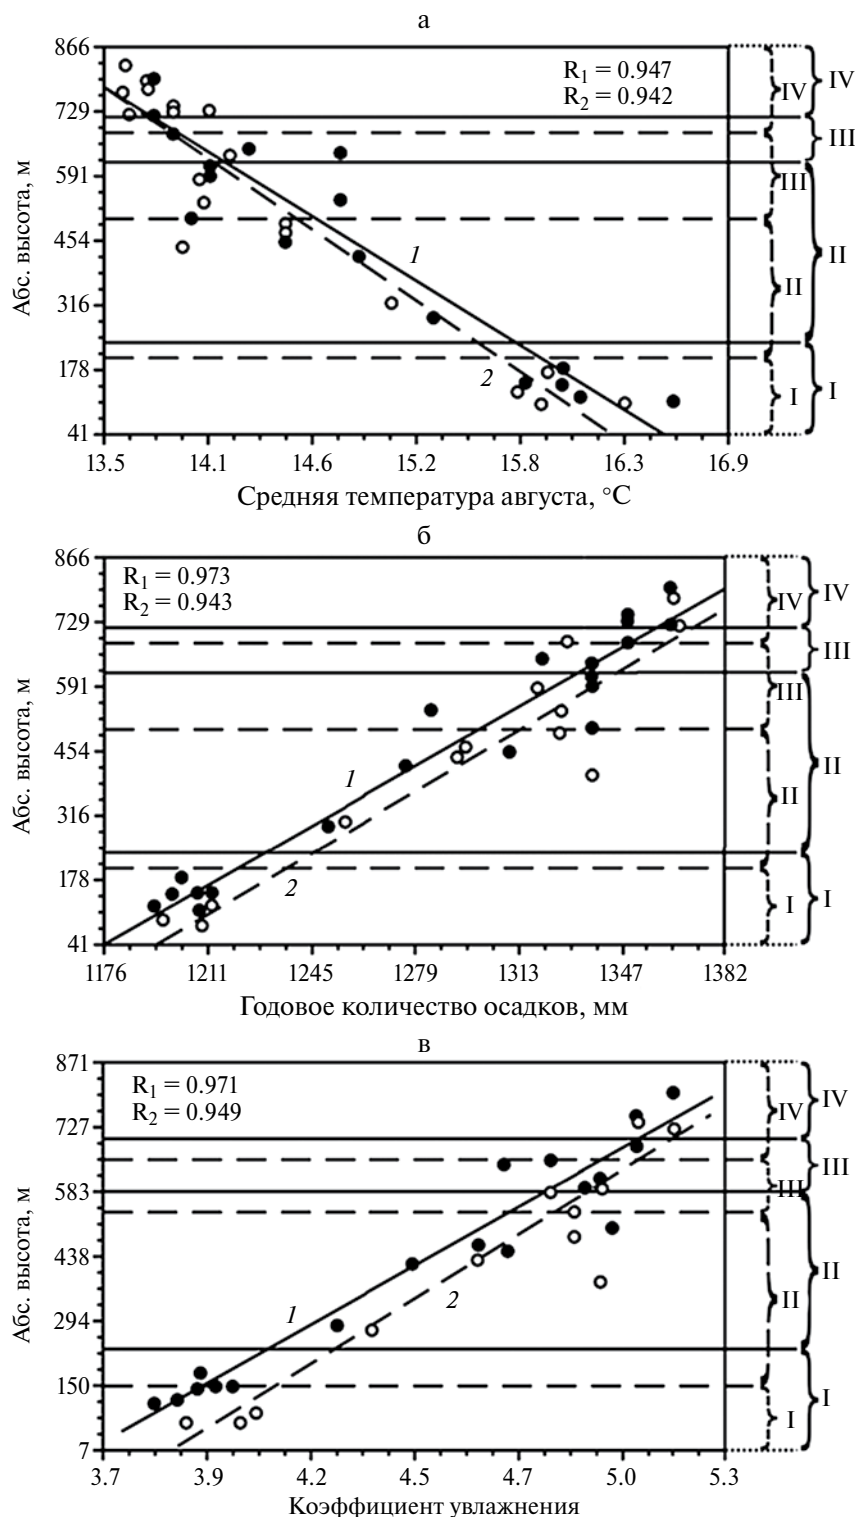 а
866
729
591
454
316
178
41
Абс. высота, м
R1 = 0.947
R2 = 0.942
1
2
IV
III
II
I
IV
III
II
I
13.5 14.1 14.6 15.2 15.8 16.3 16.9
Средняя температура августа, °C
б
866
729
591
454
316
178
41
Абс. высота, м
R1 = 0.973
R2 = 0.943
1
2
IV
III
II
I
IV
III
II
I
1176 1211 1245 1279 1313 1347 1382
Годовое количество осадков, мм
в
871
727
583
438
294
150
7
Абс. высота, м
R1 = 0.971
R2 = 0.949
1
2
IV
III
II
I
IV
III
II
I
3.7 3.9 4.2 4.5 4.7 5.0 5.3
Коэффициент увлажнения